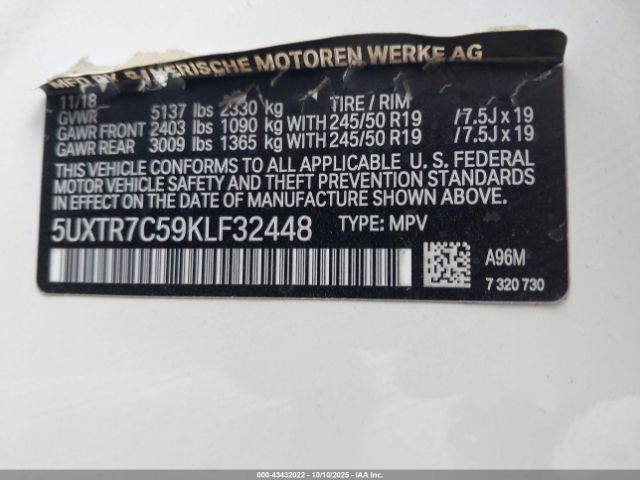 MFD BY BAYERISCHE MOTOREN WERKE AG
11/18 5137 lbs 2330 kg TIRE / RIM
GVWR
GAWR FRONT 2403 lbs 1090 kg WITH 245/50 R19 /7.5J x 19
GAWR REAR 3009 lbs 1365 kg WITH 245/50 R19 /7.5J x 19
THIS VEHICLE CONFORMS TO ALL APPLICABLE U. S. FEDERAL
MOTOR VEHICLE SAFETY AND THEFT PREVENTION STANDARDS
IN EFFECT ON THE DATE OF MANUFACTURE SHOWN ABOVE.
5UXTR7C59KLF32448 TYPE: MPV
A96M
7 320 730
000-43432022 - 10/10/2025 - IAA Inc.